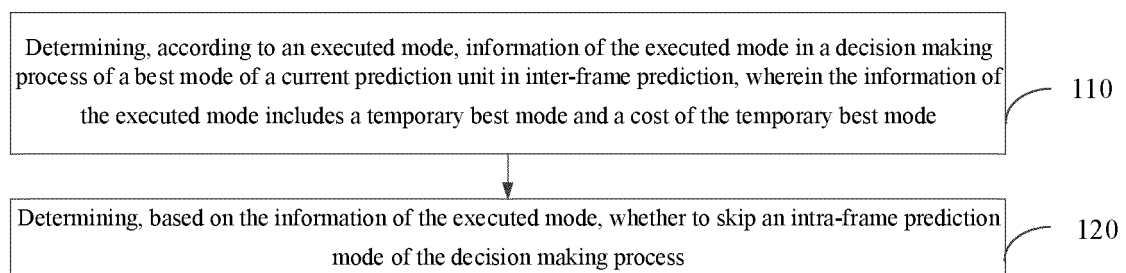 Determining, according to an executed mode, information of the executed mode in a decision making
process of a best mode of a current prediction unit in inter-frame prediction, wherein the information of
the executed mode includes a temporary best mode and a cost of the temporary best mode
110
Determining, based on the information of the executed mode, whether to skip an intra-frame prediction
mode of the decision making process
120